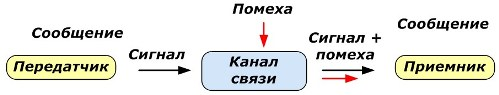 Помеха
Сообщение
Сообщение
Сигнал
Сигнал +
помеха
Передатчик
Канал
связи
Приемник